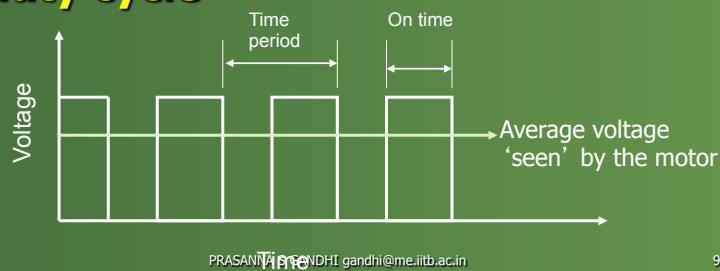 duty cycle
Time
period
On time
Voltage
Average voltage
‘seen’ by the motor
Time
PRASANNA S GANDHI gandhi@me.iitb.ac.in
9